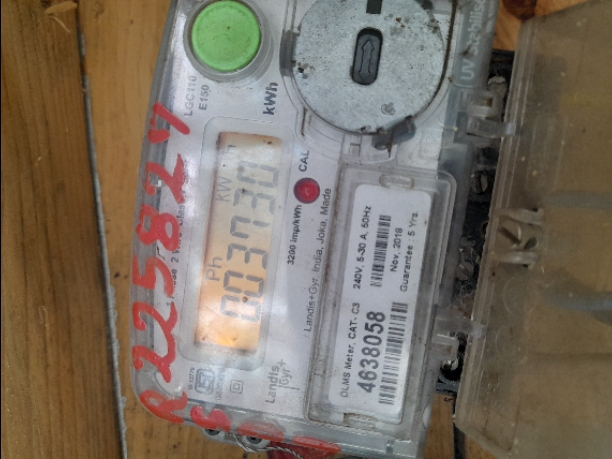 R225824
LGC110
E150
kWh
Ph
kW
003730
3200 imp/kWh
CAL
Landis+Gyr, India, Joka, Made
Landis
Gyr+
DLMS Meter, CAT- C3
240V, 5-30 A, 50Hz
4638058
Nov, 2018
Guarantee : 5 Yrs.